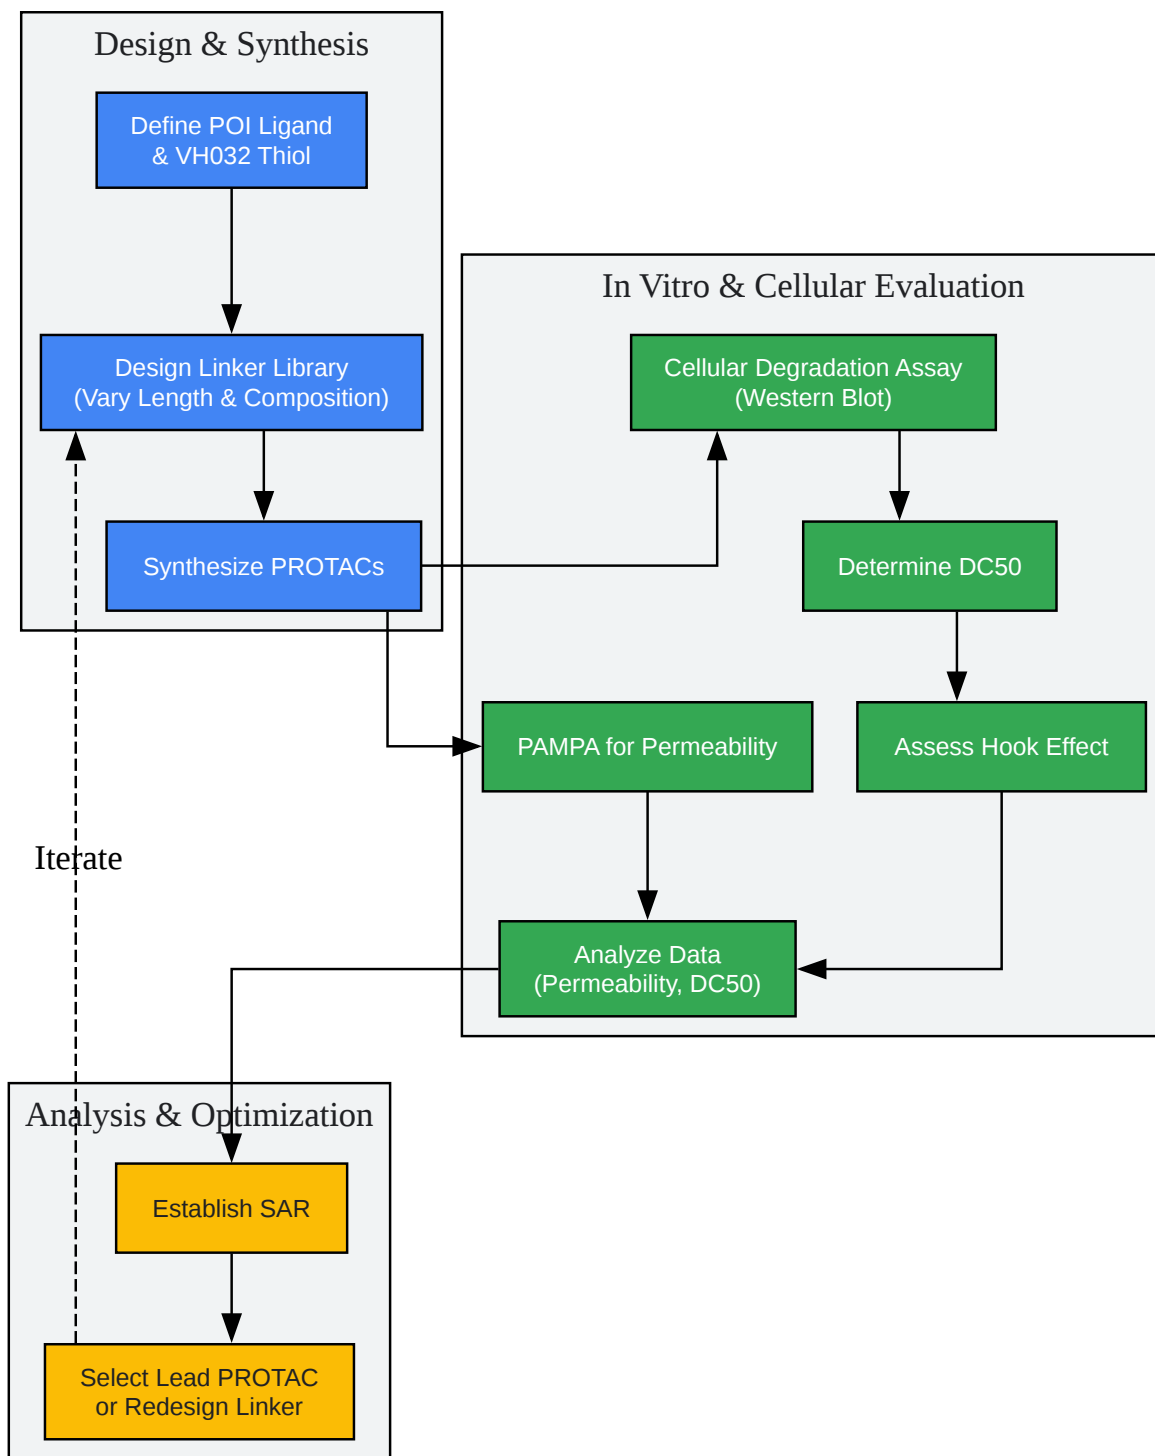 Design & Synthesis
Define POI Ligand
& VH032 Thiol
Design Linker Library
(Vary Length & Composition)
Synthesize PROTACs
In Vitro & Cellular Evaluation
Cellular Degradation Assay
(Western Blot)
Determine DC50
PAMPA for Permeability
Assess Hook Effect
Analyze Data
(Permeability, DC50)
Iterate
Analysis & Optimization
Establish SAR
Select Lead PROTAC
or Redesign Linker